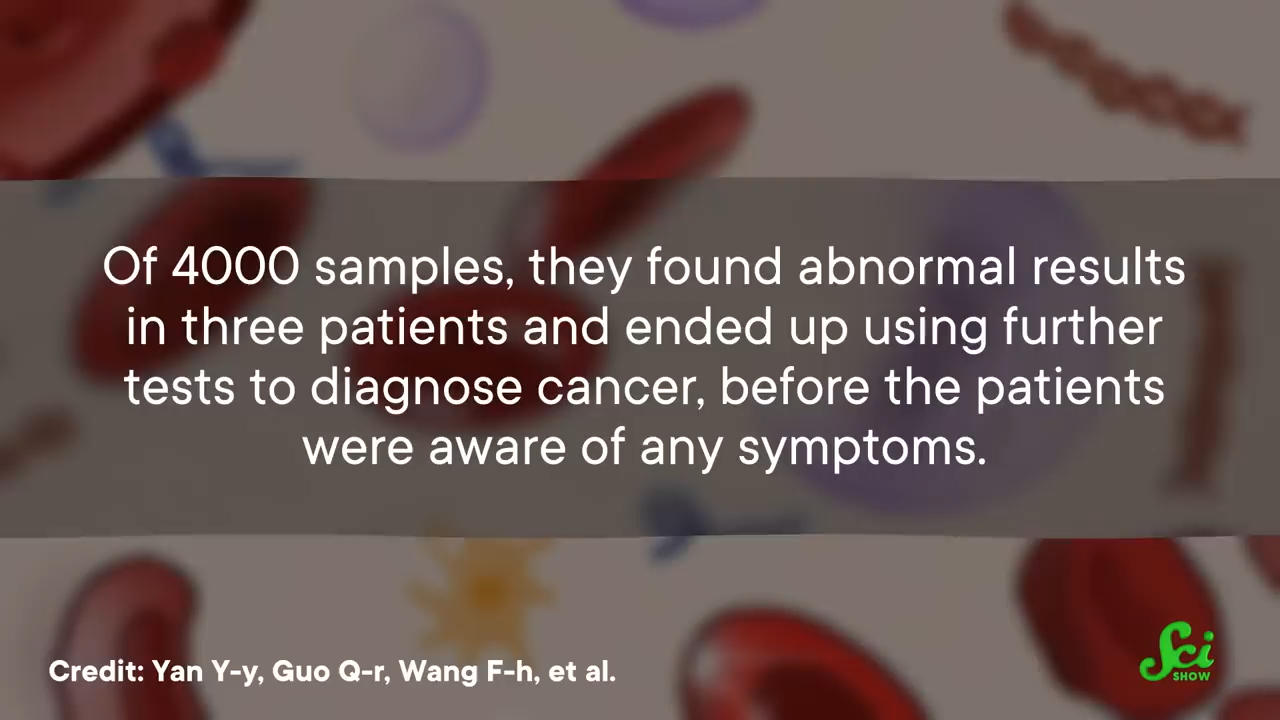 Of 4000 samples, they found abnormal results
in three patients and ended up using further
tests to diagnose cancer, before the patients
were aware of any symptoms.
Credit: Yan Y-y, Guo Q-r, Wang F-h, et al.
Sci
SHOW